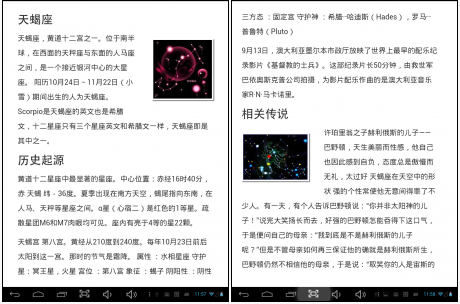 天蝎座
天蝎座，黄道十二宫之一。位于南半
球，在西面的天秤座与东面的人马座
之间，是一个接近银河中心的大星
座。 阳历10月24日－11月22日（小
雪）期间出生的人为天蝎座。
Scorpio是天蝎座的英文也是希腊
文，十二星座只有三个星座英文和希腊文一样，天蝎座即是
其中之一。
历史起源
黄道十二星座中最显著的星座。中心位置：赤经16时40分，
赤 天蝎 纬－36度。夏季出现在南方天空，蝎尾指向东南，在
人马、天秤等星座之间。α星（心宿二）是红色的1等星。疏
散星团M6和M7肉眼均可见。座内有亮于4等的星22颗。
天蝎宫 第八宫。黄经从210度到240度。每年10月23日前后
太阳到这一宫。那时的节气是霜降。 属性：水相星座 守护
星：冥王星，火星 宫位 ：第八宫 象征 ：蝎子 阴阳性 ：阴性
11:57
三方态 ：固定宫 守护神 ：希腊--哈迪斯（Hades），罗马--
普鲁特（Pluto）
9月13日，澳大利亚墨尔本市政厅放映了世界上最早的配乐纪
录影片《基督教的士兵》。这部纪录片长50分钟，由救世军
巴依奥斯克普公司拍摄，为影片配乐作曲的是澳大利亚音乐
家R·N·马卡诺里。
相关传说
许珀里翁之子赫利俄斯的儿子——
巴野顿，天生美丽而性感，他自己
也因此感到自负，态度总是傲慢而
无礼，太过好 天蝎座在天空中的形
状 强的个性常使他无意间得罪了不
少人。有一天，有个人告诉巴野顿说：“你并非太阳神的儿
子！”说完大笑扬长而去，好强的巴野顿怎能吞得下这口气，
于是便问自己的母亲：“我到底是不是赫利俄斯的儿子
呢？”但是不管母亲如何再三保证他的确就是赫利俄斯所生，
巴野顿仍然不相信他的母亲，于是说：“取笑你的人是宙斯的
11:58